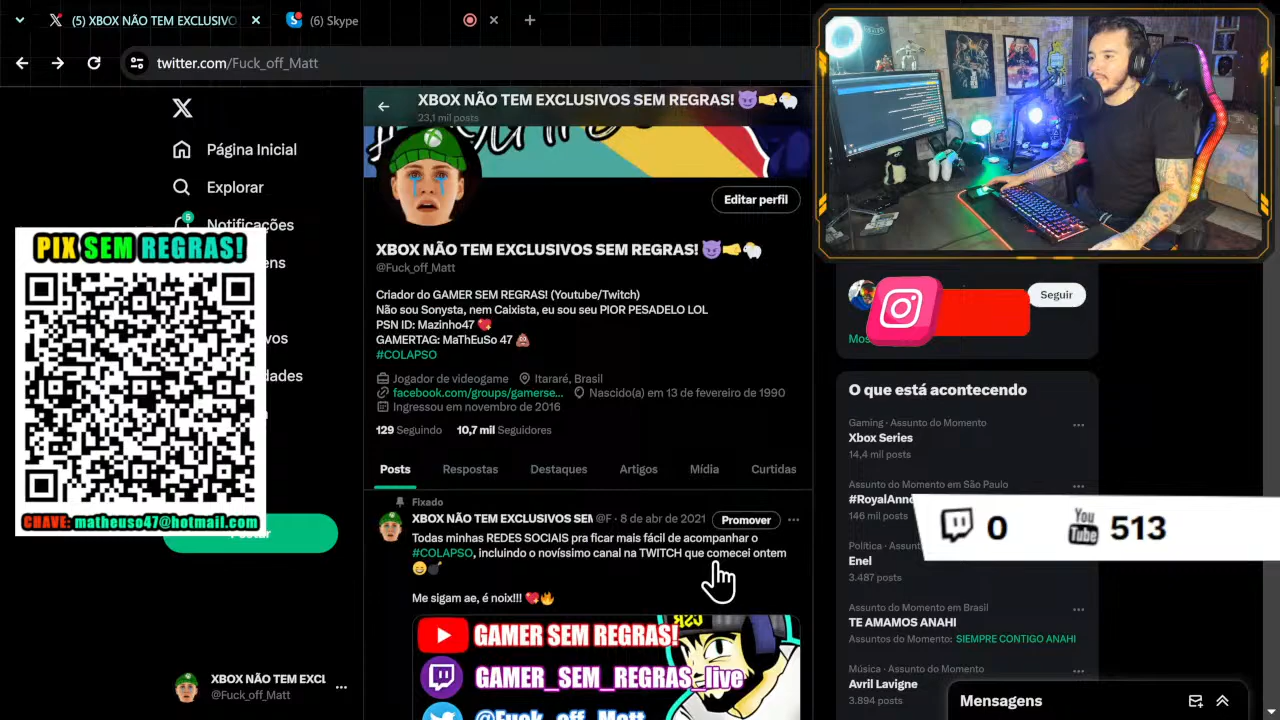 (5) XBOX NÃO TEM EXCLUSIVO
(6) Skype
twitter.com/Fuck_off_Matt
XBOX NÃO TEM EXCLUSIVOS SEM REGRAS! 😈🤜🐑
23,1 mil posts
Página Inicial
Explorar
5
Notificações
Editar perfil
PIX SEM REGRAS!
CHAVE: matheuso47@hotmail.com
XBOX NÃO TEM EXCLUSIVOS SEM REGRAS! 😈🤜🐑
@Fuck_off_Matt
Criador do GAMER SEM REGRAS! (Youtube/Twitch)
Não sou Sonysta, nem Caixista, eu sou seu PIOR PESADELO LOL
PSN ID: Mazinho47 💘
GAMERTAG: MaThEuSo 47 💩
#COLAPSO
Jogador de videogame Itararé, Brasil
facebook.com/groups/gamerse... Nascido(a) em 13 de fevereiro de 1990
Ingressou em novembro de 2016
129 Seguindo 10,7 mil Seguidores
Posts Respostas Destaques Artigos Mídia Curtidas
Fixado
XBOX NÃO TEM EXCLUSIVOS SEM @F · 8 de abr de 2021
Promover
Todas minhas REDES SOCIAIS pra ficar mais fácil de acompanhar o
#COLAPSO, incluindo o novíssimo canal na TWITCH que comecei ontem
Me sigam ae, é noix!!! 💘🔥
GAMER SEM REGRAS!
GAMER_SEM_REGRAS_live
@Fuck_off_Matt
XBOX NÃO TEM EXCL
@Fuck_off_Matt
Seguir
O que está acontecendo
Gaming · Assunto do Momento
Xbox Series
14,4 mil posts
Assunto do Momento em São Paulo
#RoyalAnno
146 mil posts
Política · Assunt
Enel
3.487 posts
Assunto do Momento em Brasil
TE AMAMOS ANAHI
Assuntos do Momento: SIEMPRE CONTIGO ANAHI
Música · Assunto do Momento
Avril Lavigne
3.894 posts
0
You Tube
513
Mensagens